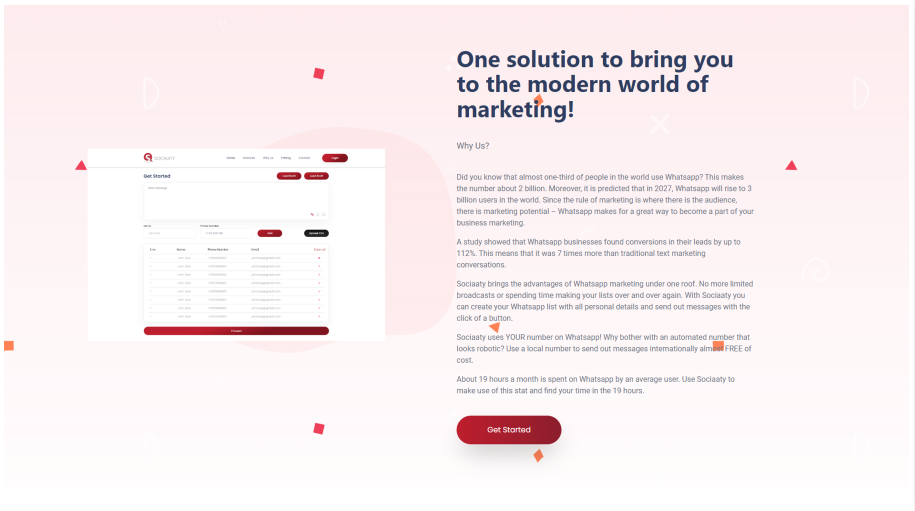 One solution to bring you
to the modern world of
marketing!
Why Us?
Did you know that almost one-third of people in the world use Whatsapp? This makes
the number about 2 billion. Moreover, it is predicted that in 2027, Whatsapp will rise to 3
billion users in the world. Since the rule of marketing is where there is the audience,
there is marketing potential – Whatsapp makes for a great way to become a part of your
business marketing.
A study showed that Whatsapp businesses found conversions in their leads by up to
112%. This means that it was 7 times more than traditional text marketing
conversations.
Sociaaty brings the advantages of Whatsapp marketing under one roof. No more limited
broadcasts or spending time making your lists over and over again. With Sociaaty you
can create your Whatsapp list with all personal details and send out messages with the
click of a button.
Sociaaty uses YOUR number on Whatsapp! Why bother with an automated number that
looks robotic? Use a local number to send out messages internationally almost FREE of
cost.
About 19 hours a month is spent on Whatsapp by an average user. Use Sociaaty to
make use of this stat and find your time in the 19 hours.
Get Started
SOCIAATY
Get Started
Phone Number
Name Phone Number Email